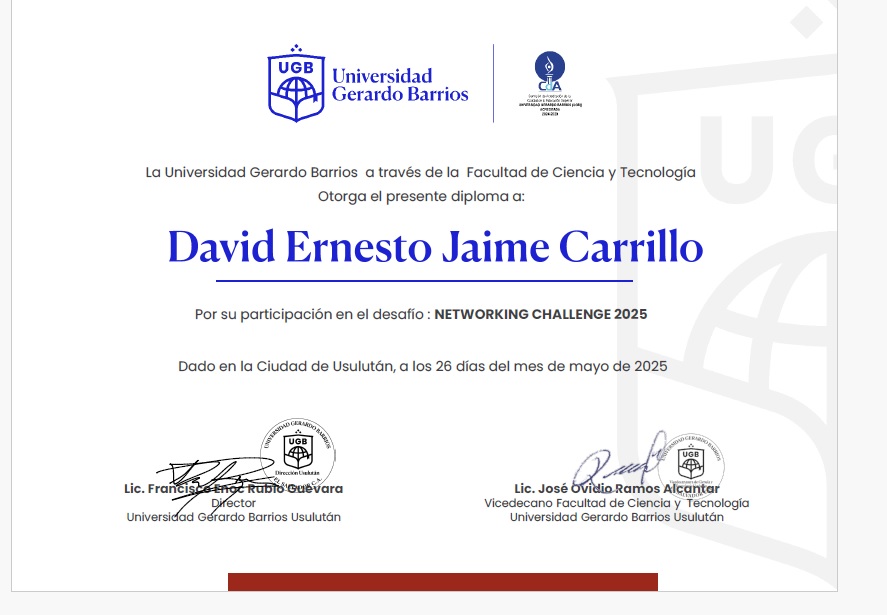 UGB
Universidad
Gerardo Barrios
CdA
La Universidad Gerardo Barrios a través de la Facultad de Ciencia y Tecnología
Otorga el presente diploma a:
David Ernesto Jaime Carrillo
Por su participación en el desafío : NETWORKING CHALLENGE 2025
Dado en la Ciudad de Usulután, a los 26 días del mes de mayo de 2025
UNIVERSIDAD GERARDO BARRIOS
UGB
Dirección Usulután
Lic. Francisco Enoc Rubio Guevara
Director
Universidad Gerardo Barrios Usulután
UNIVERSIDAD GERARDO BARRIOS
UGB
Lic. José Ovidio Ramos Alcantar
Vicedecano Facultad de Ciencia y Tecnología
Universidad Gerardo Barrios Usulután